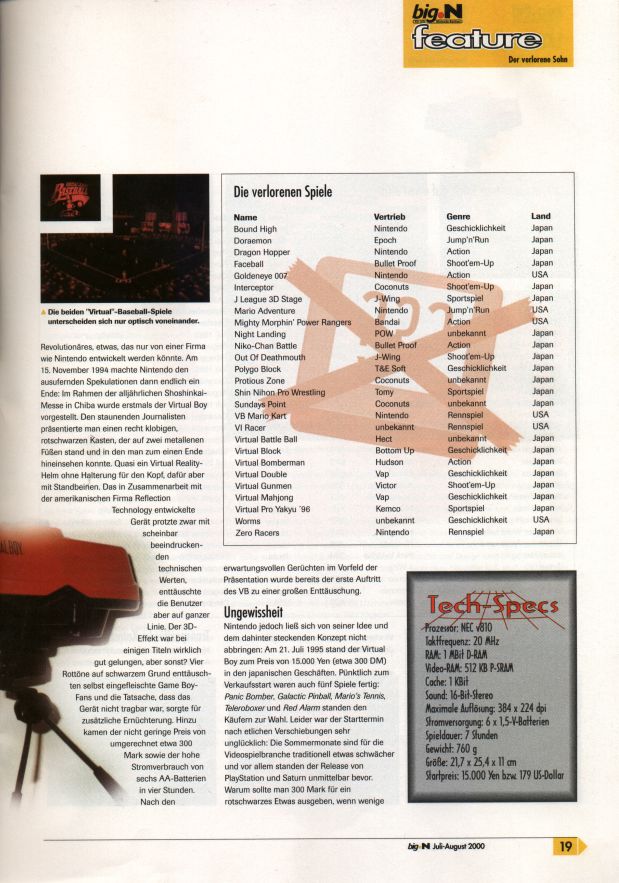 big.N
feature
Der verlorene Sohn
BASEBALL
▲ Die beiden "Virtual"-Baseball-Spiele
unterscheiden sich nur optisch voneinander.
Revolutionäres, etwas, das nur von einer Firma
wie Nintendo entwickelt werden könnte. Am
15. November 1994 machte Nintendo den
ausufernden Spekulationen dann endlich ein
Ende: Im Rahmen der alljährlichen Shoshinkai-
Messe in Chiba wurde erstmals der Virtual Boy
vorgestellt. Den staunenden Journalisten
präsentierte man einen recht klobigen,
rotschwarzen Kasten, der auf zwei metallenen
Füßen stand und in den man zum einen Ende
hineinsehen konnte. Quasi ein Virtual Reality-
Helm ohne Halterung für den Kopf, dafür aber
mit Standbeinen. Das in Zusammenarbeit mit
der amerikanischen Firma Reflection
Technology entwickelte
Gerät protzte zwar mit
scheinbar
beeindrucken-
den
technischen
Werten,
enttäuschte
die Benutzer
aber auf ganzer
Linie. Der 3D-
Effekt war bei
einigen Titeln wirklich
gut gelungen, aber sonst? Vier
Rottöne auf schwarzem Grund enttäusch-
ten selbst eingefleischte Game Boy-
Fans und die Tatsache, dass das
Gerät nicht tragbar war, sorgte für
zusätzliche Ernüchterung. Hinzu
kamen der nicht geringe Preis von
umgerechnet etwa 300
Mark sowie der hohe
Stromverbrauch von
sechs AA-Batterien
in vier Stunden.
Nach den
ALBOY
Die verlorenen Spiele
Name Vertrieb Genre Land
Bound High Nintendo Geschicklichkeit Japan
Doraemon Epoch Jump'n'Run Japan
Dragon Hopper Nintendo Action Japan
Faceball Bullet Proof Shoot'em-Up Japan
Goldeneye 007 Nintendo Action USA
Interceptor Coconuts Shoot'em-Up Japan
J League 3D Stage J-Wing Sportspiel Japan
Mario Adventure Nintendo Jump'n'Run USA
Mighty Morphin' Power Rangers Bandai Action USA
Night Landing POW unbekannt Japan
Niko-Chan Battle Bullet Proof Action Japan
Out Of Deathmouth J-Wing Shoot'em-Up Japan
Polygo Block T&E Soft Geschicklichkeit Japan
Protious Zone Coconuts unbekannt Japan
Shin Nihon Pro Wrestling Tomy Sportspiel Japan
Sundays Point Coconuts unbekannt Japan
VB Mario Kart Nintendo Rennspiel USA
VI Racer unbekannt Rennspiel USA
Virtual Battle Ball Hect unbekannt Japan
Virtual Block Bottom Up Geschicklichkeit Japan
Virtual Bomberman Hudson Action Japan
Virtual Double Vap Geschicklichkeit Japan
Virtual Gunmen Victor Shoot'em-Up Japan
Virtual Mahjong Vap Geschicklichkeit Japan
Virtual Pro Yakyu '96 Kemco Sportspiel Japan
Worms unbekannt Geschicklichkeit USA
Zero Racers Nintendo Rennspiel Japan
erwartungsvollen Gerüchten im Vorfeld der
Präsentation wurde bereits der erste Auftritt
des VB zu einer großen Enttäuschung.
Ungewissheit
Nintendo jedoch ließ sich von seiner Idee und
dem dahinter steckenden Konzept nicht
abbringen: Am 21. Juli 1995 stand der Virtual
Boy zum Preis von 15.000 Yen (etwa 300 DM)
in den japanischen Geschäften. Pünktlich zum
Verkaufsstart waren auch fünf Spiele fertig:
Panic Bomber, Galactic Pinball, Mario's Tennis,
Teleroboxer und Red Alarm standen den
Käufern zur Wahl. Leider war der Starttermin
nach etlichen Verschiebungen sehr
unglücklich: Die Sommermonate sind für die
Videospielbranche traditionell etwas schwächer
und vor allem standen der Release von
PlayStation und Saturn unmittelbar bevor.
Warum sollte man 300 Mark für ein
rotschwarzes Etwas ausgeben, wenn wenige
Tech-Specs
Prozessor: NEC v810
Taktfrequenz: 20 MHz
RAM: 1 MBit D-RAM
Video-RAM: 512 KB P-SRAM
Cache: 1 KBit
Sound: 16-Bit-Stereo
Maximale Auflösung: 384 x 224 dpi
Stromversorgung: 6 x 1,5-V-Batterien
Spieldauer: 7 Stunden
Gewicht: 760 g
Größe: 21,7 x 25,4 x 11 cm
Startpreis: 15.000 Yen bzw. 179 US-Dollar
big.N Juli-August 2000 19